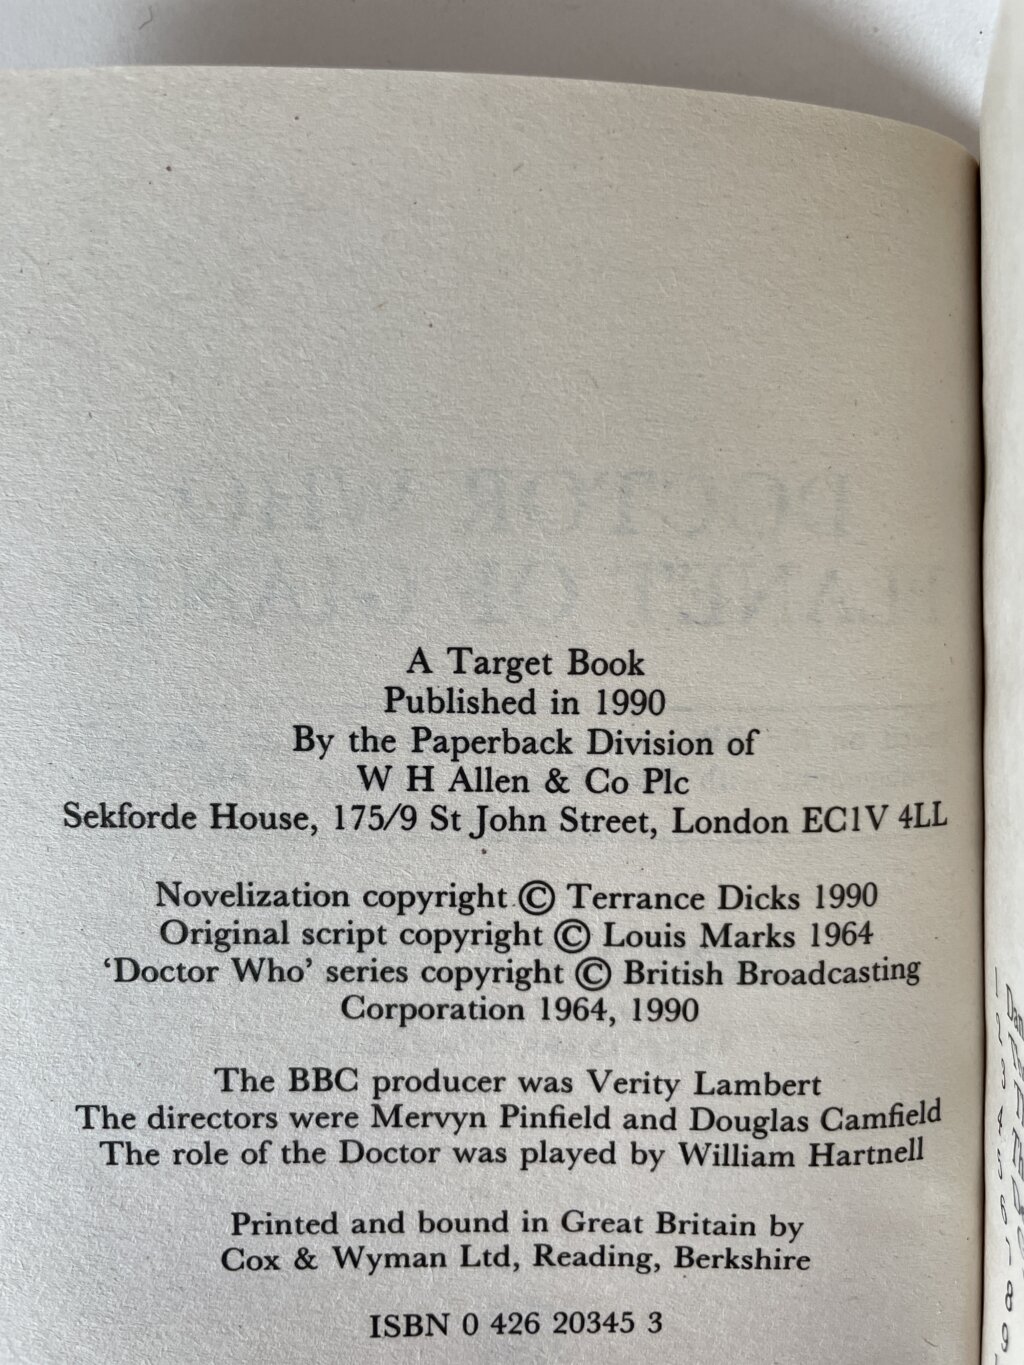 A Target Book
Published in 1990
By the Paperback Division of
W H Allen & Co Plc
Sekforde House, 175/9 St John Street, London EC1V 4LL
Novelization copyright © Terrance Dicks 1990
Original script copyright © Louis Marks 1964
‘Doctor Who’ series copyright © British Broadcasting
Corporation 1964, 1990
The BBC producer was Verity Lambert
The directors were Mervyn Pinfield and Douglas Camfield
The role of the Doctor was played by William Hartnell
Printed and bound in Great Britain by
Cox & Wyman Ltd, Reading, Berkshire
ISBN 0 426 20345 3